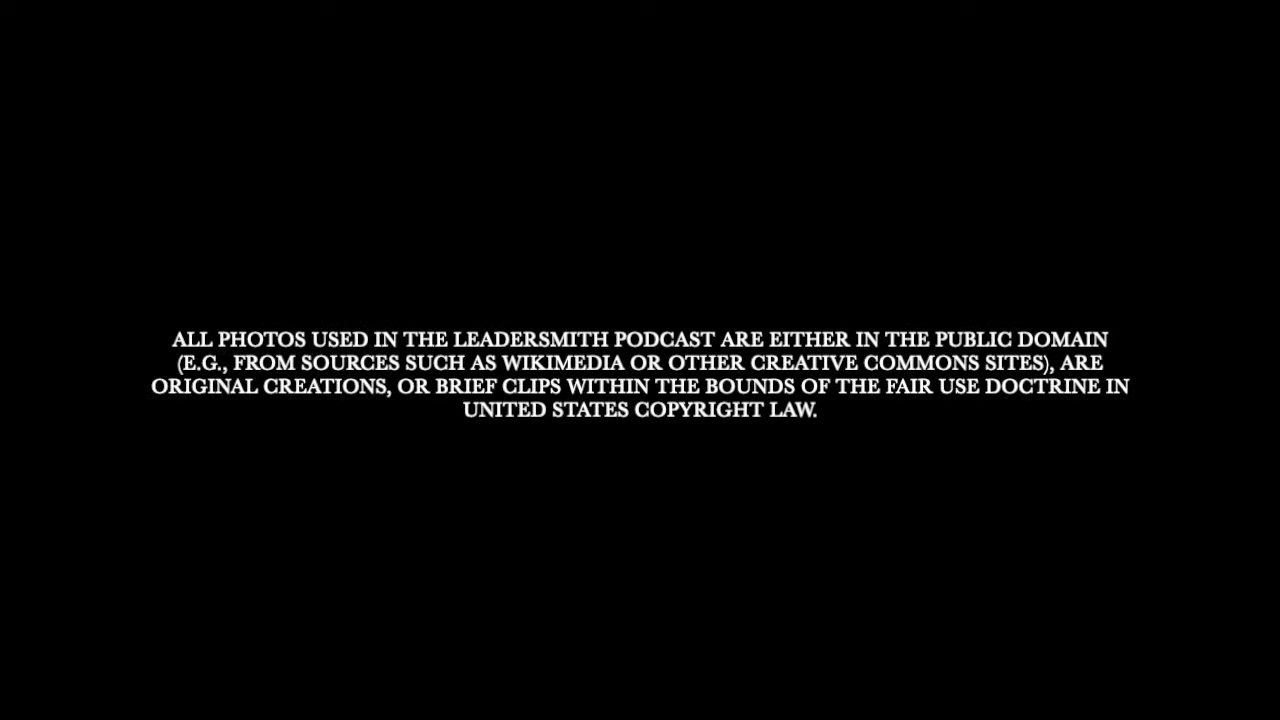 ALL PHOTOS USED IN THE LEADERSMITH PODCAST ARE EITHER IN THE PUBLIC DOMAIN
(E.G., FROM SOURCES SUCH AS WIKIMEDIA OR OTHER CREATIVE COMMONS SITES), ARE
ORIGINAL CREATIONS, OR BRIEF CLIPS WITHIN THE BOUNDS OF THE FAIR USE DOCTRINE IN
UNITED STATES COPYRIGHT LAW.